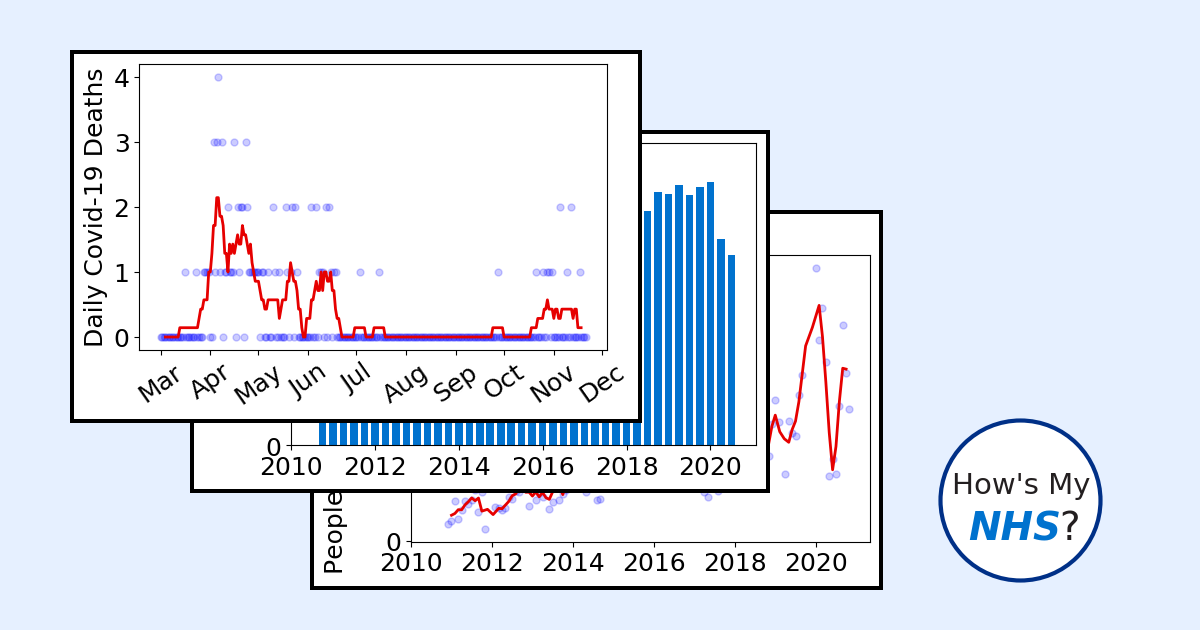 Daily Covid-19 Deaths
4
3
2
1
0
Mar Apr May Jun Jul Aug Sep Oct Nov Dec
0
2010 2012 2014 2016 2018 2020
People
0
2010 2012 2014 2016 2018 2020
How's My
NHS?